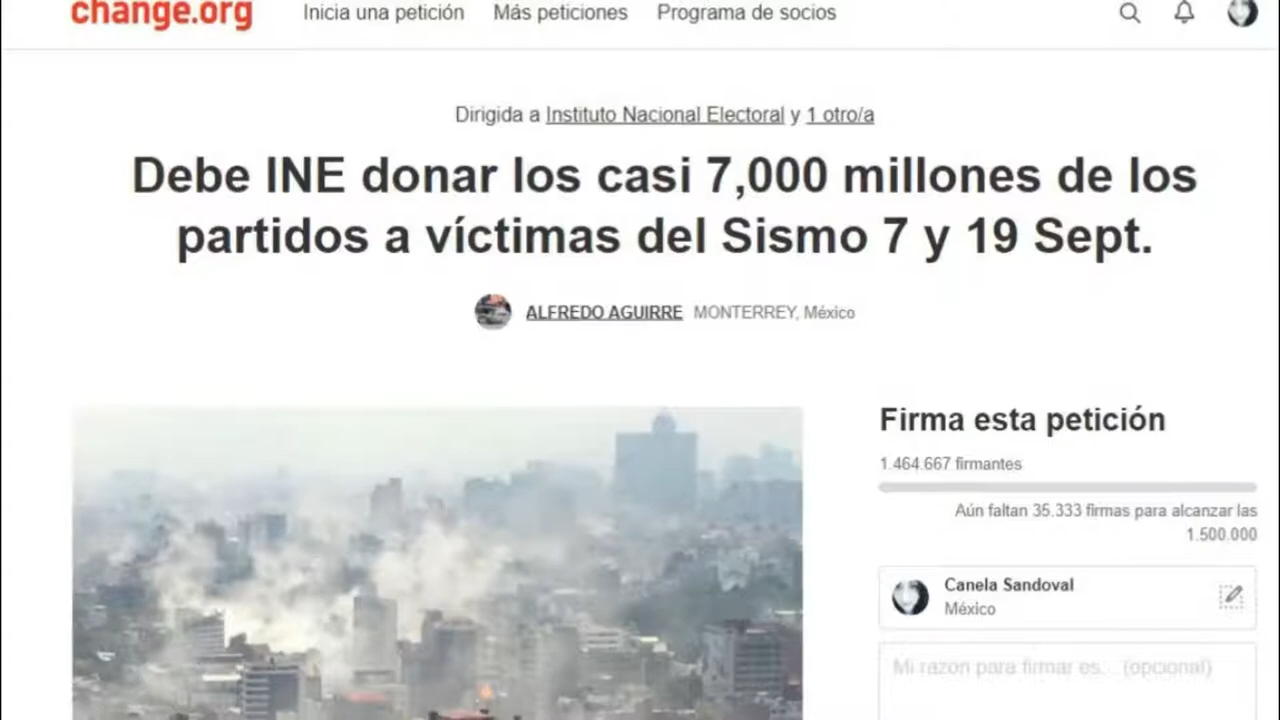 change.org
Inicia una petición Más peticiones Programa de socios
Dirigida a Instituto Nacional Electoral y 1 otro/a
Debe INE donar los casi 7,000 millones de los
partidos a víctimas del Sismo 7 y 19 Sept.
ALFREDO AGUIRRE MONTERREY, México
Firma esta petición
1.464.667 firmantes
Aún faltan 35.333 firmas para alcanzar las
1.500.000
Canela Sandoval
México
Mi razón para firmar es... (opcional)